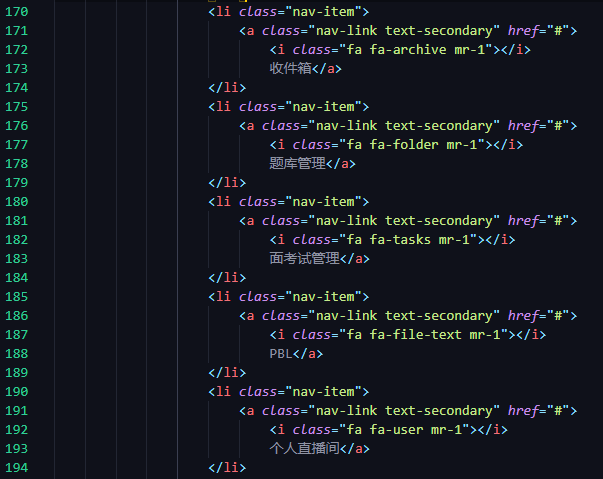 170 <li class="nav-item">
171 <a class="nav-link text-secondary" href="#">
172 <i class="fa fa-archive mr-1"></i>
173 收件箱</a>
174 </li>
175 <li class="nav-item">
176 <a class="nav-link text-secondary" href="#">
177 <i class="fa fa-folder mr-1"></i>
178 题库管理</a>
179 </li>
180 <li class="nav-item">
181 <a class="nav-link text-secondary" href="#">
182 <i class="fa fa-tasks mr-1"></i>
183 面考试管理</a>
184 </li>
185 <li class="nav-item">
186 <a class="nav-link text-secondary" href="#">
187 <i class="fa fa-file-text mr-1"></i>
188 PBL</a>
189 </li>
190 <li class="nav-item">
191 <a class="nav-link text-secondary" href="#">
192 <i class="fa fa-user mr-1"></i>
193 个人直播间</a>
194 </li>